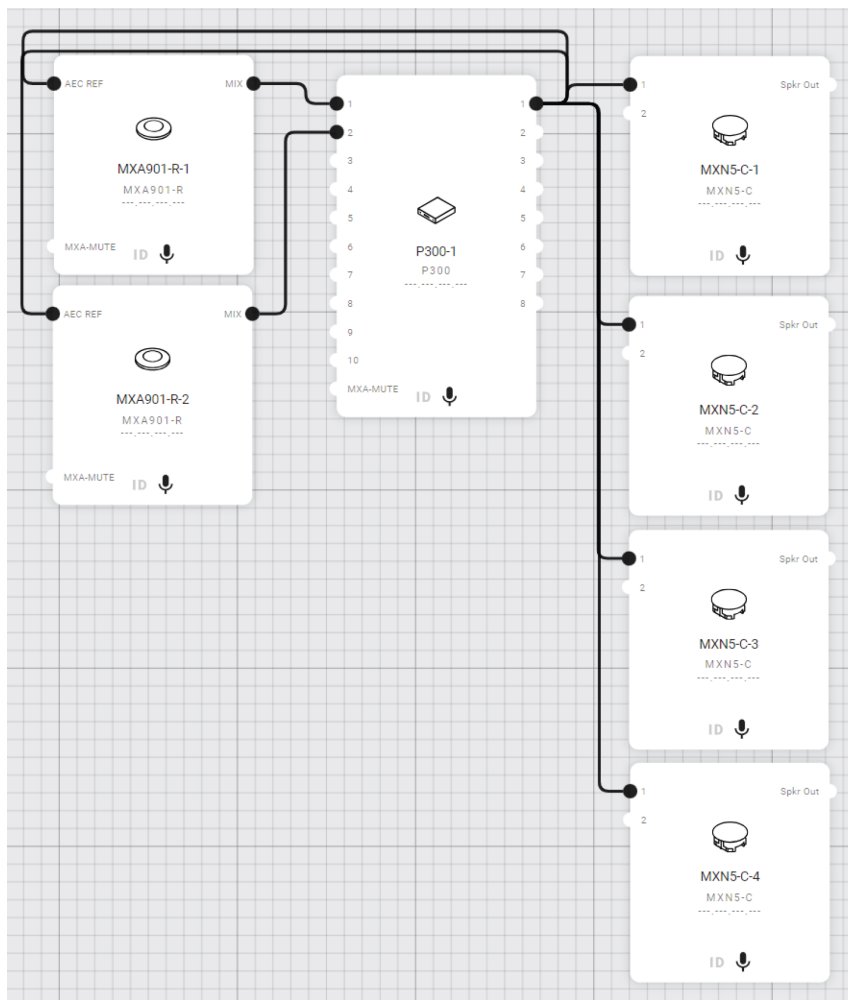 AEC REF
MIX
MXA901-R-1
MXA901-R
---.---.---.---
MXA-MUTE
ID
AEC REF
MIX
MXA901-R-2
MXA901-R
---.---.---.---
MXA-MUTE
ID
1
1
2
2
3
3
4
4
5
5
6
6
7
7
8
8
9
10
P300-1
P300
---.---.---.---
MXA-MUTE
ID
1
Spkr Out
2
MXN5-C-1
MXN5-C
---.---.---.---
ID
1
Spkr Out
2
MXN5-C-2
MXN5-C
---.---.---.---
ID
1
Spkr Out
2
MXN5-C-3
MXN5-C
---.---.---.---
ID
1
Spkr Out
2
MXN5-C-4
MXN5-C
---.---.---.---
ID